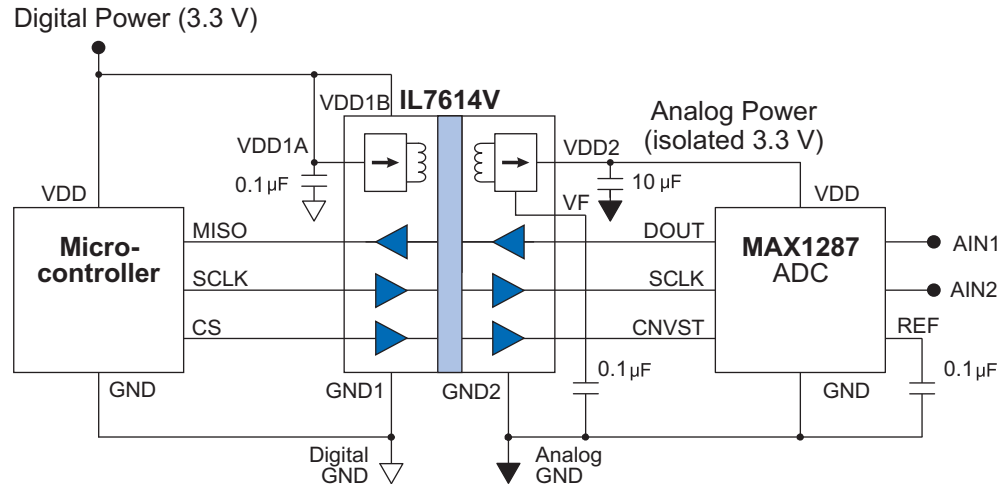 Digital Power (3.3 V)
VDD1B
IL7614V
Analog Power
(isolated 3.3 V)
VDD1A
VDD2
0.1 µF
10 µF
VDD
VF
VDD
Micro-
controller
MISO
DOUT
MAX1287
ADC
AIN1
SCLK
SCLK
AIN2
CS
CNVST
REF
GND
GND1
GND2
0.1 µF
GND
0.1 µF
Digital
GND
Analog
GND